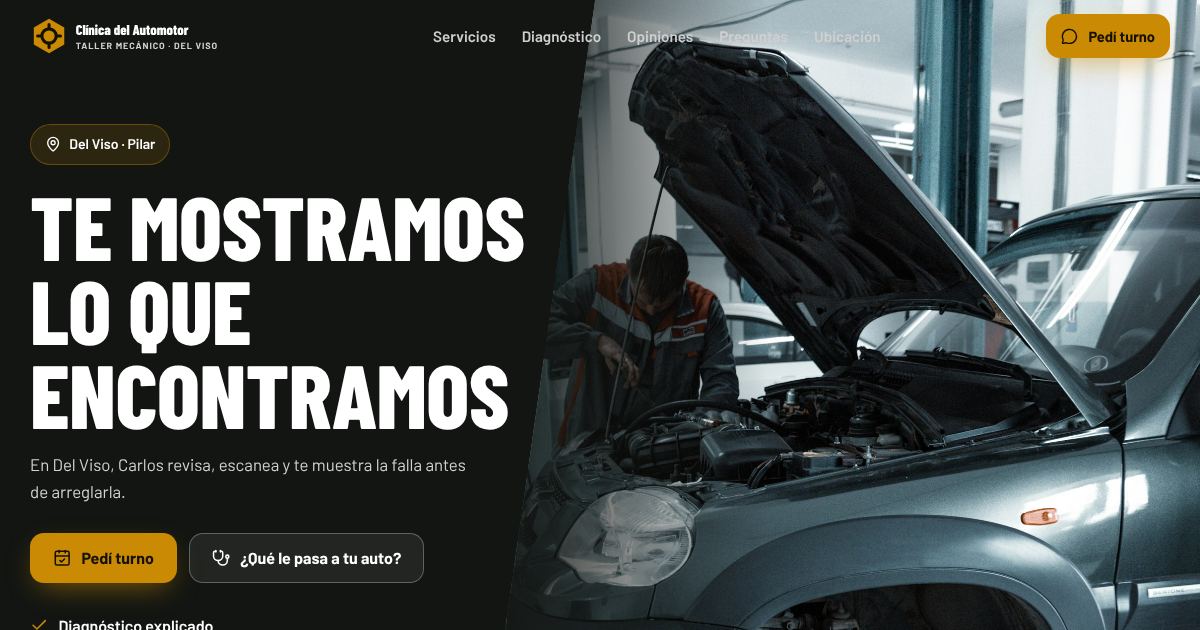 Clínica del Automotor
TALLER MECÁNICO · DEL VISO
Servicios
Diagnóstico
Opiniones
Preguntas
Ubicación
Pedí turno
Del Viso · Pilar
TE MOSTRAMOS
LO QUE
ENCONTRAMOS
En Del Viso, Carlos revisa, escanea y te muestra la falla antes
de arreglarla.
Pedí turno
¿Qué le pasa a tu auto?
Diagnóstico explicado